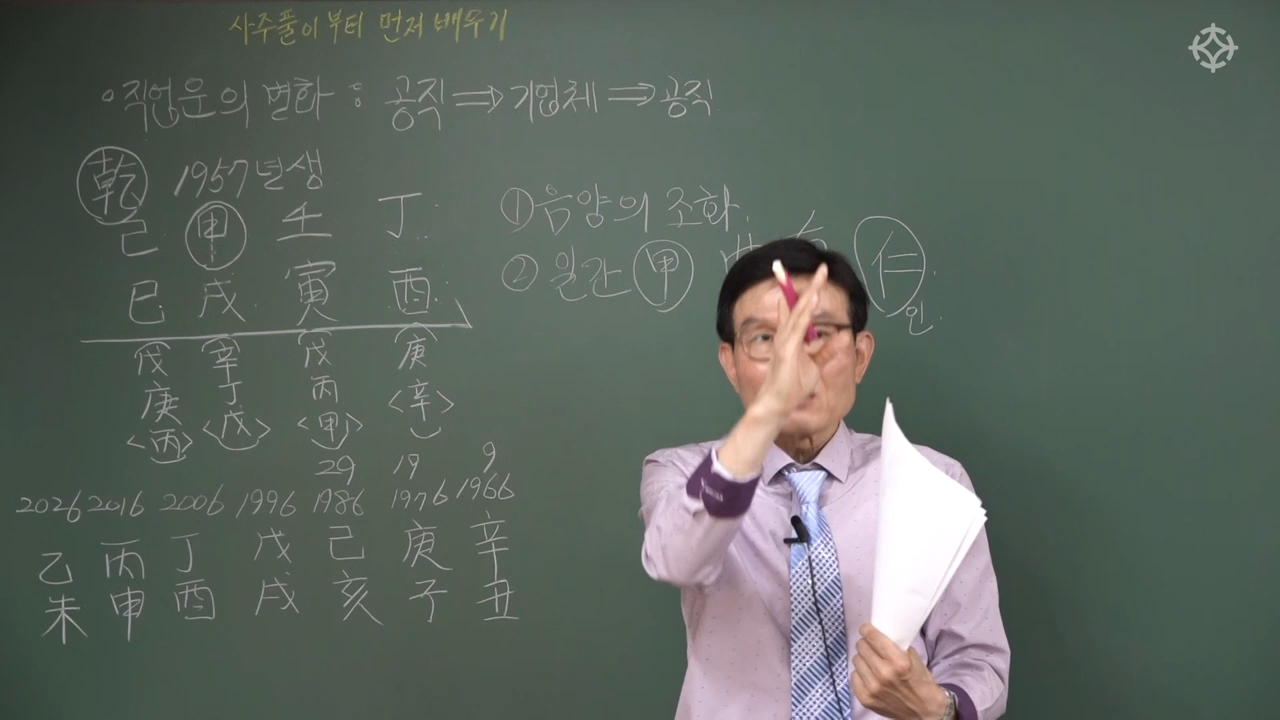 사주풀이부터 먼저배우기
○직업운의 변화 : 공직⇒기업체⇒공직
乾 1957년생
己 甲 壬 丁
巳 戌 寅 酉
戊 辛 戊 庚
庚 丁 丙 <辛>
<丙> <戊> <甲>
①음양의 조화
②일간 甲 仁
인
29 19 9
2026 2016 2006 1996 1986 1976 1966
乙 丙 丁 戊 己 庚 辛
未 申 酉 戌 亥 子 丑